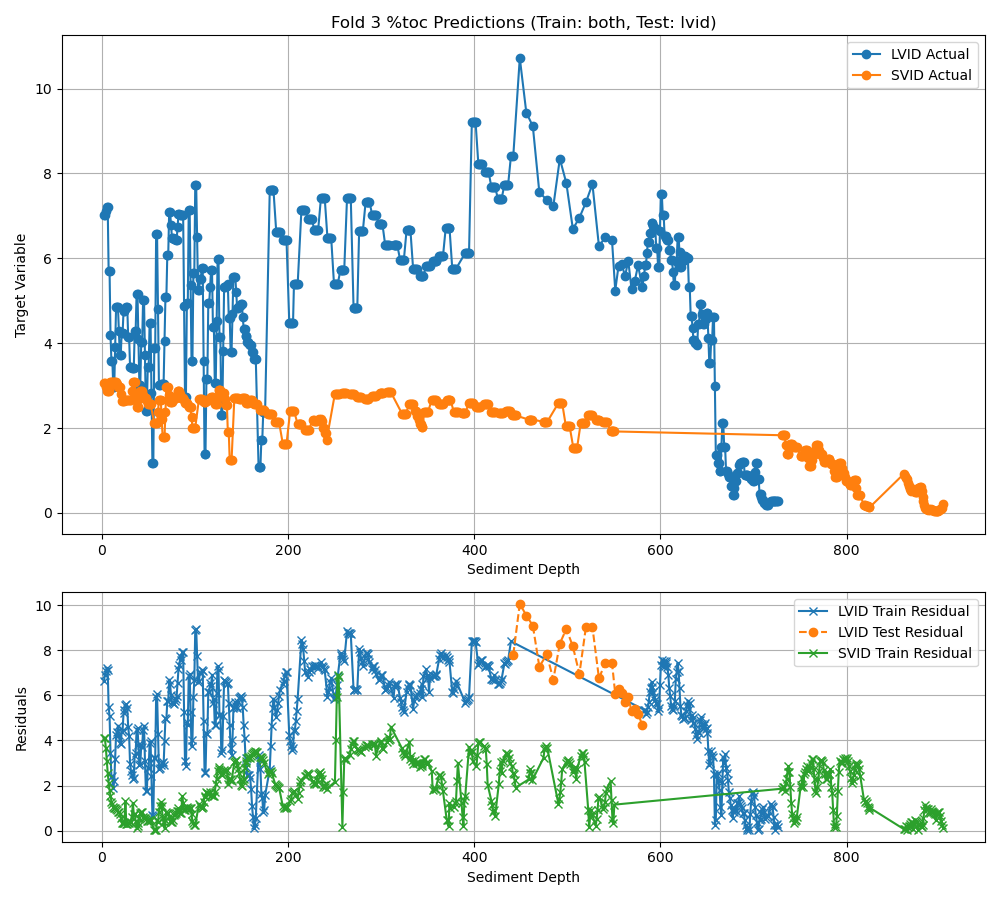 Fold 3 %toc Predictions (Train: both, Test: lvid)
LVID Actual
SVID Actual
Target Variable
10
8
6
4
2
0
0 200 400 600 800
Sediment Depth
LVID Train Residual
LVID Test Residual
SVID Train Residual
Residuals
10
8
6
4
2
0
0 200 400 600 800
Sediment Depth